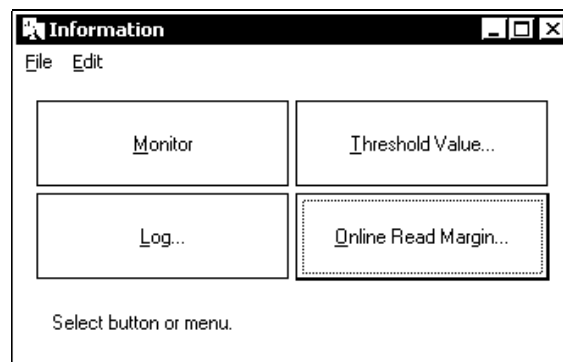 Information
File Edit
Monitor
Threshold Value...
Log...
Online Read Margin...
Select button or menu.